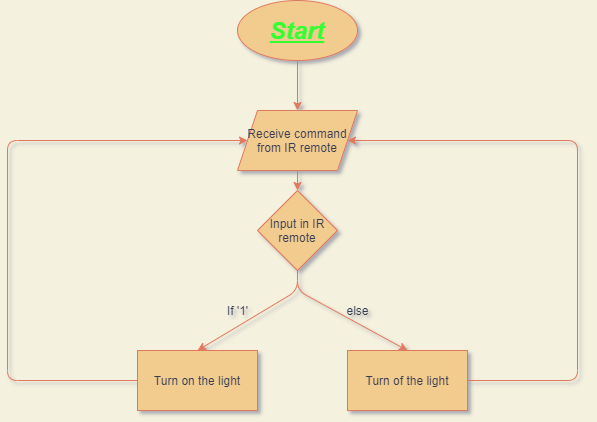 Start
Receive command
from IR remote
Input in IR
remote
If '1'
else
Turn on the light
Turn of the light